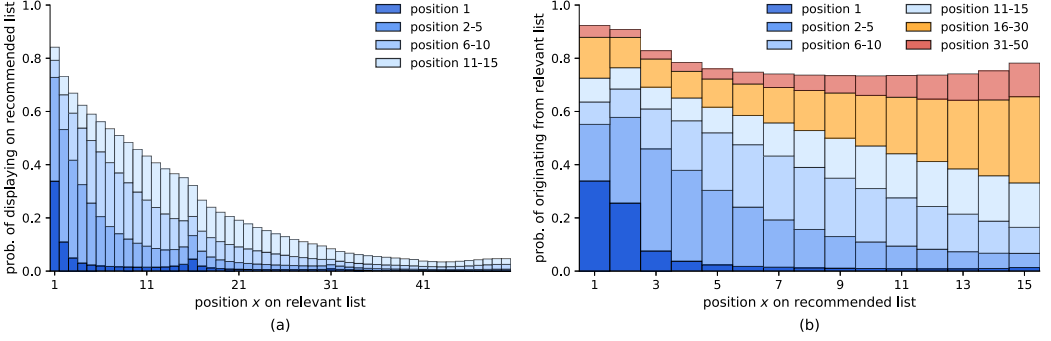 prob. of displaying on recommended list
1.0
0.8
0.6
0.4
0.2
0.0
1
11
21
31
41
position x on relevant list
position 1
position 2-5
position 6-10
position 11-15
(a)
prob. of originating from relevant list
1.0
0.8
0.6
0.4
0.2
0.0
1
3
5
7
9
11
13
15
position x on recommended list
position 1
position 2-5
position 6-10
position 11-15
position 16-30
position 31-50
(b)